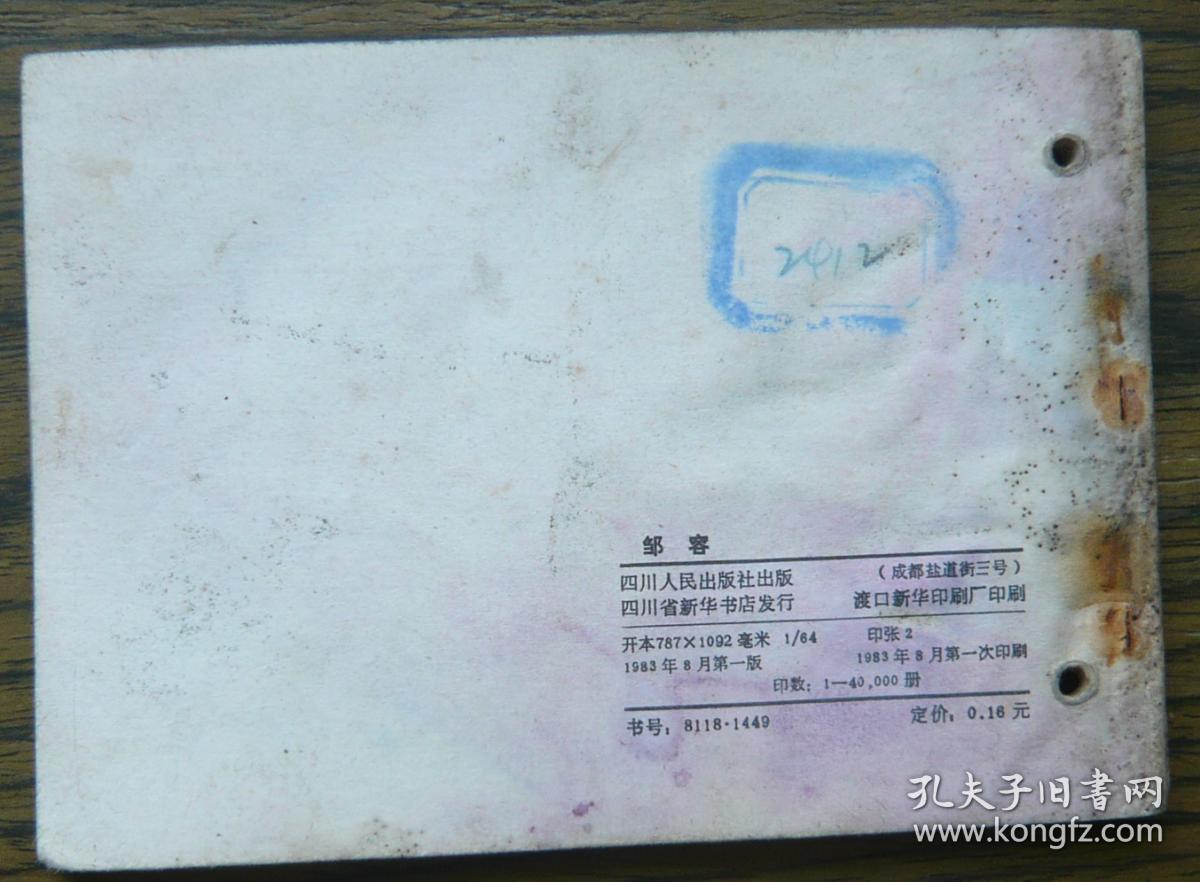 2412
邹 容
四川人民出版社出版 （成都盐道街三号）
四川省新华书店发行 渡口新华印刷厂印刷
开本787×1092毫米 1/64 印张2
1983年8月第一版 1983年8月第一次印刷
印数：1—40,000册
书号：8118·1449 定价：0.16元
孔夫子旧书网
www.kongfz.com